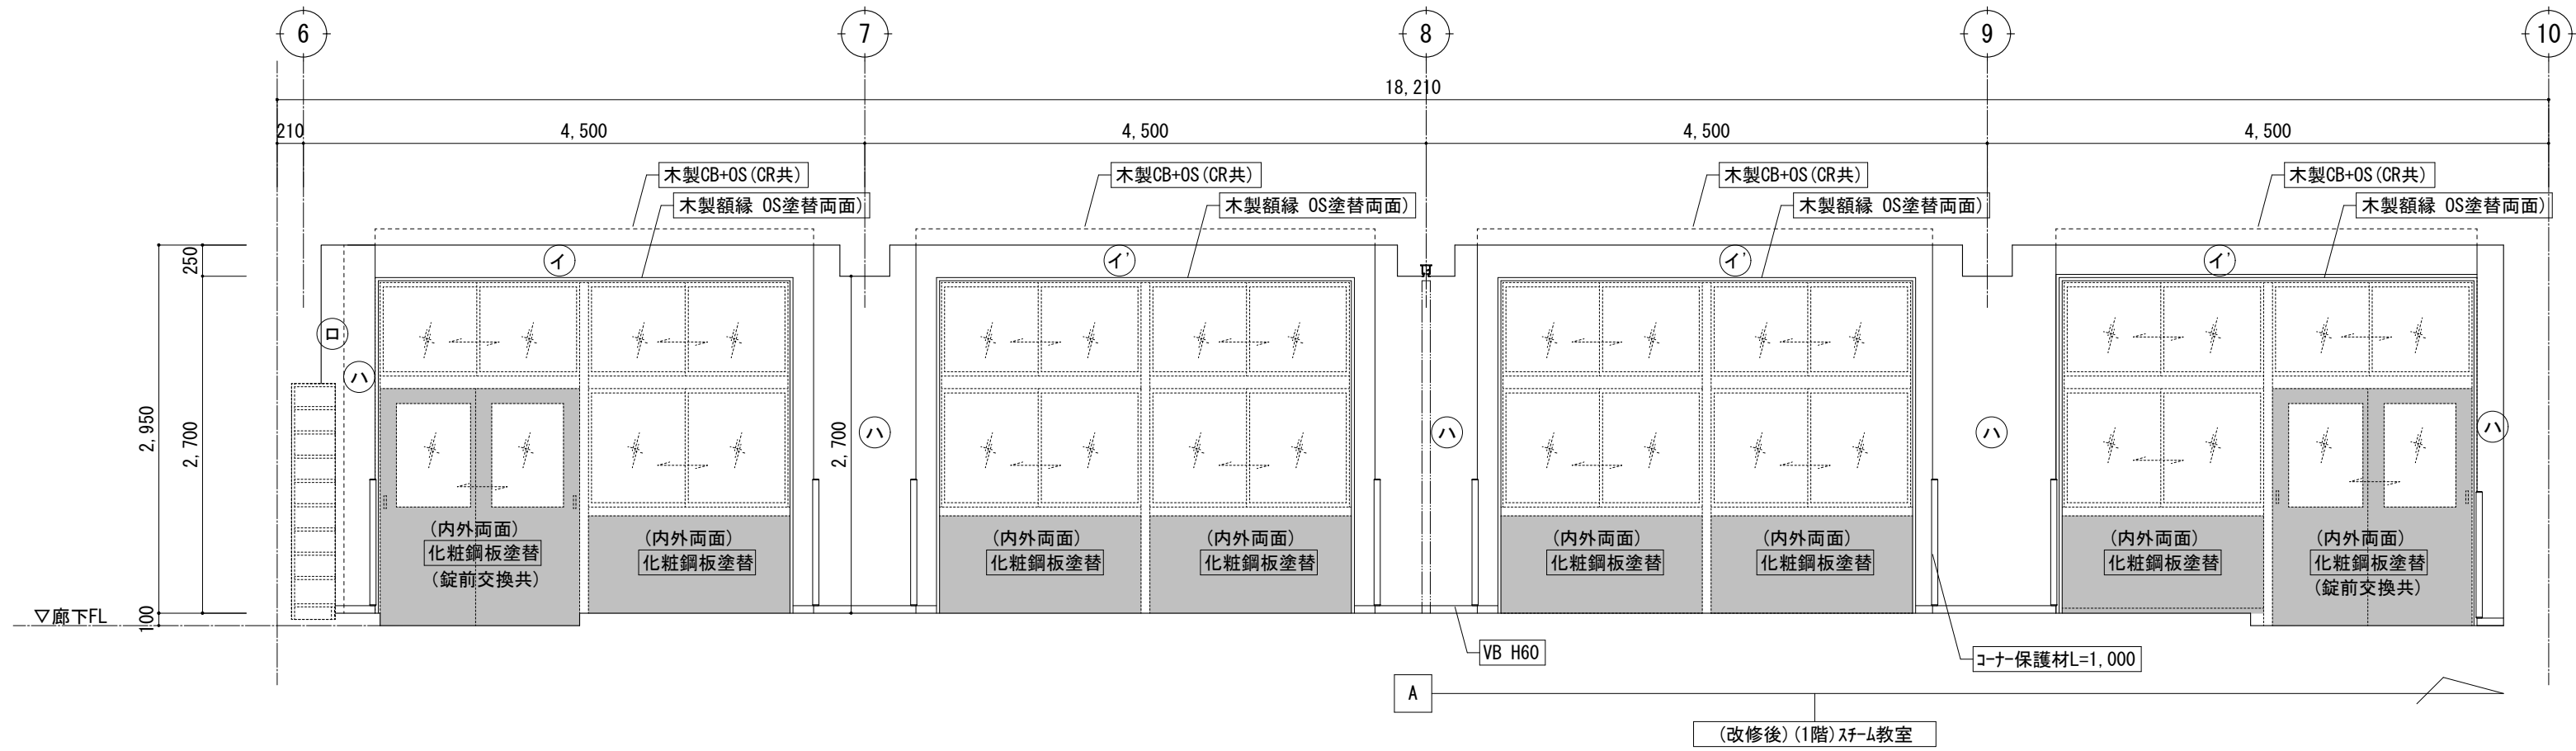 6
7
8
9
10
18,210
210
4,500
4,500
4,500
4,500
木製CB+OS(CR共)
木製CB+OS(CR共)
木製CB+OS(CR共)
木製CB+OS(CR共)
木製額縁 OS塗替両面)
木製額縁 OS塗替両面)
木製額縁 OS塗替両面)
木製額縁 OS塗替両面)
250
イ
イ'
イ'
イ'
ロ
ハ
2,950
2,700
2,700
ハ
ハ
ハ
ハ
(内外両面)
化粧鋼板塗替
(錠前交換共)
(内外両面)
化粧鋼板塗替
(内外両面)
化粧鋼板塗替
(内外両面)
化粧鋼板塗替
(内外両面)
化粧鋼板塗替
(内外両面)
化粧鋼板塗替
(内外両面)
化粧鋼板塗替
(内外両面)
化粧鋼板塗替
(錠前交換共)
▽廊下FL
100
VB H60
コーナー保護材L=1,000
A
(改修後)(1階)スチーム教室